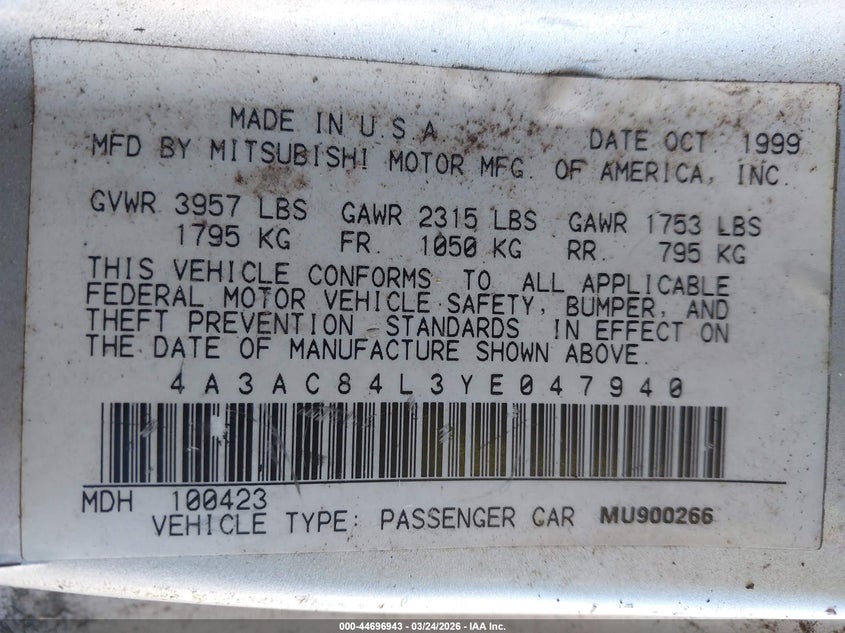 MADE IN U.S.A DATE OCT 1999
MFD BY MITSUBISHI MOTOR MFG. OF AMERICA, INC.
GVWR 3957 LBS GAWR 2315 LBS GAWR 1753 LBS
1795 KG FR. 1050 KG RR. 795 KG
THIS VEHICLE CONFORMS TO ALL APPLICABLE
FEDERAL MOTOR VEHICLE SAFETY, BUMPER, AND
THEFT PREVENTION STANDARDS IN EFFECT ON
THE DATE OF MANUFACTURE SHOWN ABOVE.
4A3AC84L3YE047940
MDH 100423
VEHICLE TYPE: PASSENGER CAR MU900266
000-44696943 - 03/24/2026 - IAA Inc.